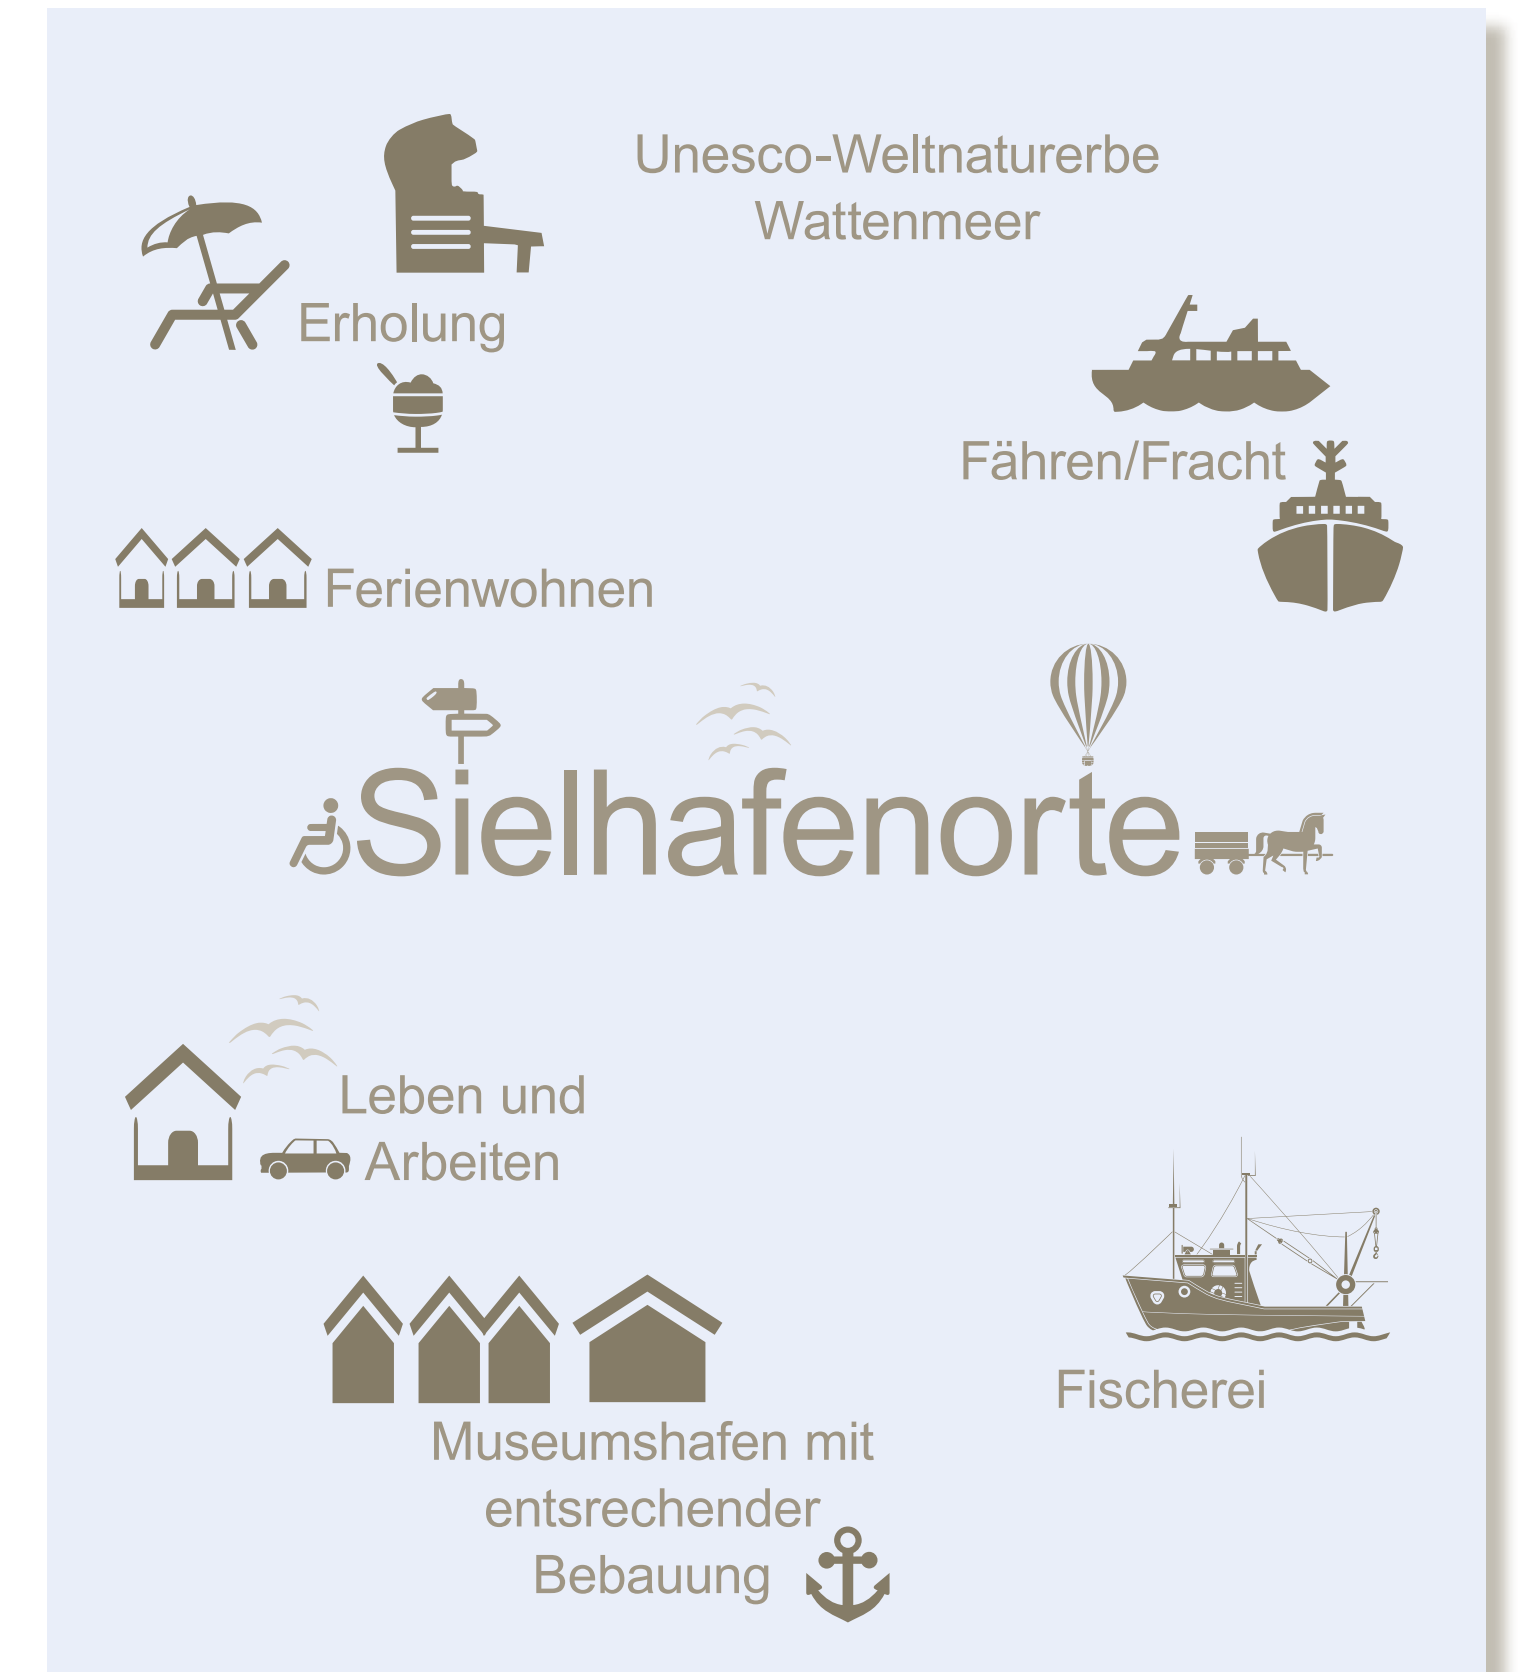 Unesco-Weltnaturerbe
Wattenmeer
Erholung
Fähren/Fracht
Ferienwohnen
Sielhafenorte
Leben und
Arbeiten
Fischerei
Museumshafen mit
entsrechender
Bebauung